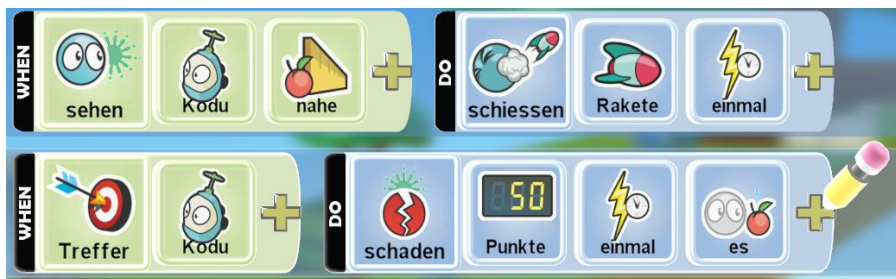 WHEN sehen Kodu nahe DO schiessen Rakete einmal
WHEN Treffer Kodu DO schaden 50 Punkte einmal es